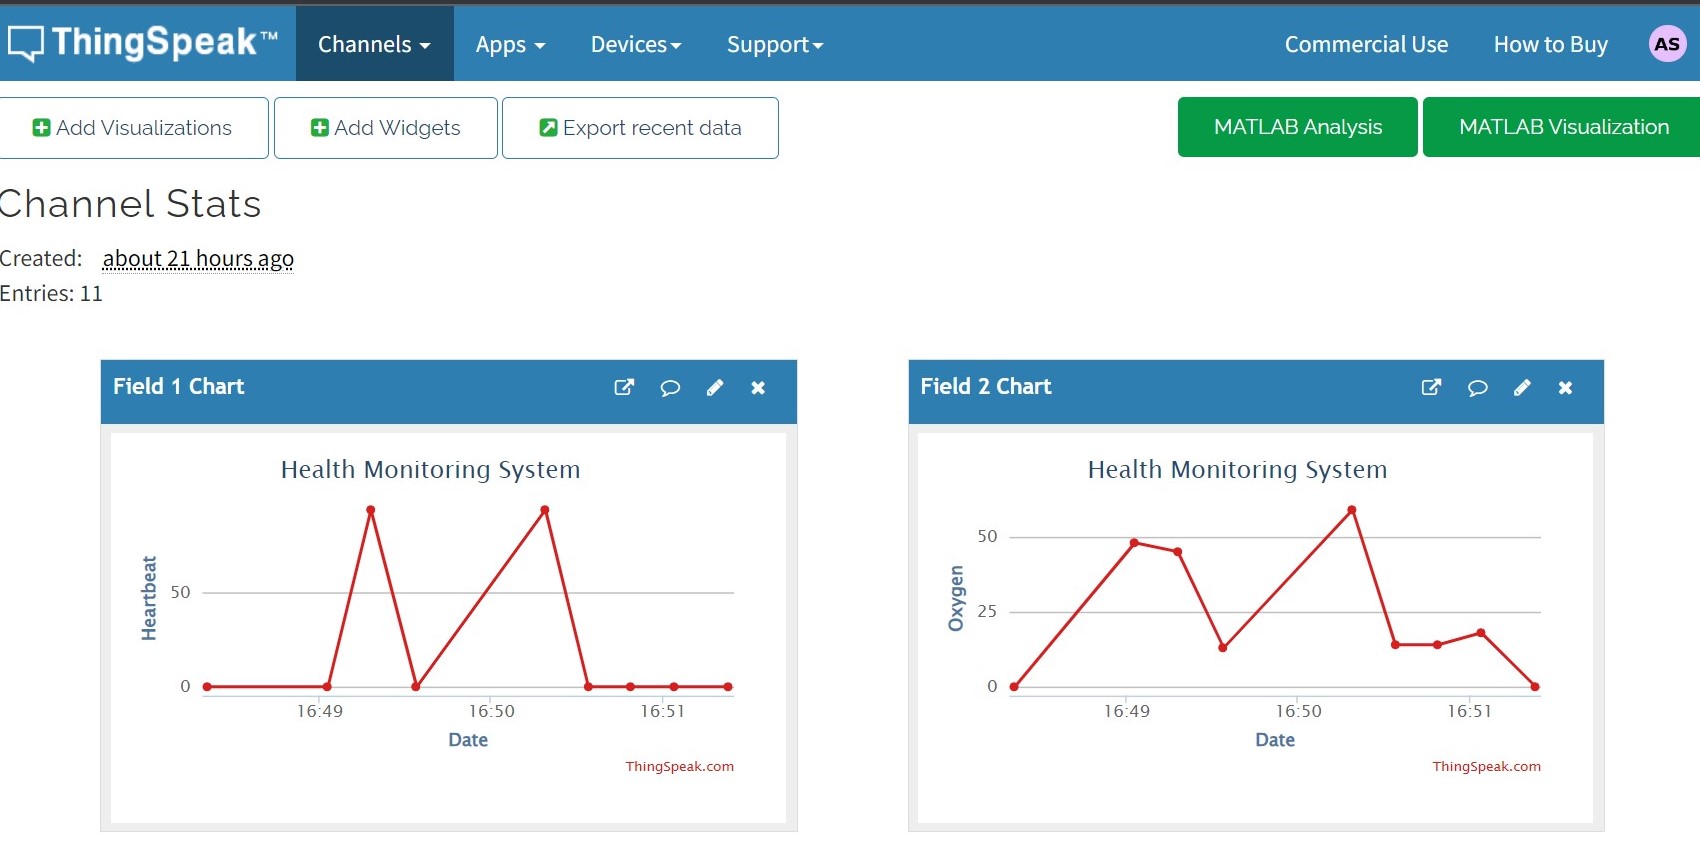 ThingSpeak™ Channels Apps Devices Support Commercial Use How to Buy AS
Add Visualizations Add Widgets Export recent data MATLAB Analysis MATLAB Visualization
Channel Stats
Created: about 21 hours ago
Entries: 11
Field 1 Chart
Health Monitoring System
Heartbeat
50
0
16:49 16:50 16:51
Date
ThingSpeak.com
Field 2 Chart
Health Monitoring System
Oxygen
50
25
0
16:49 16:50 16:51
Date
ThingSpeak.com